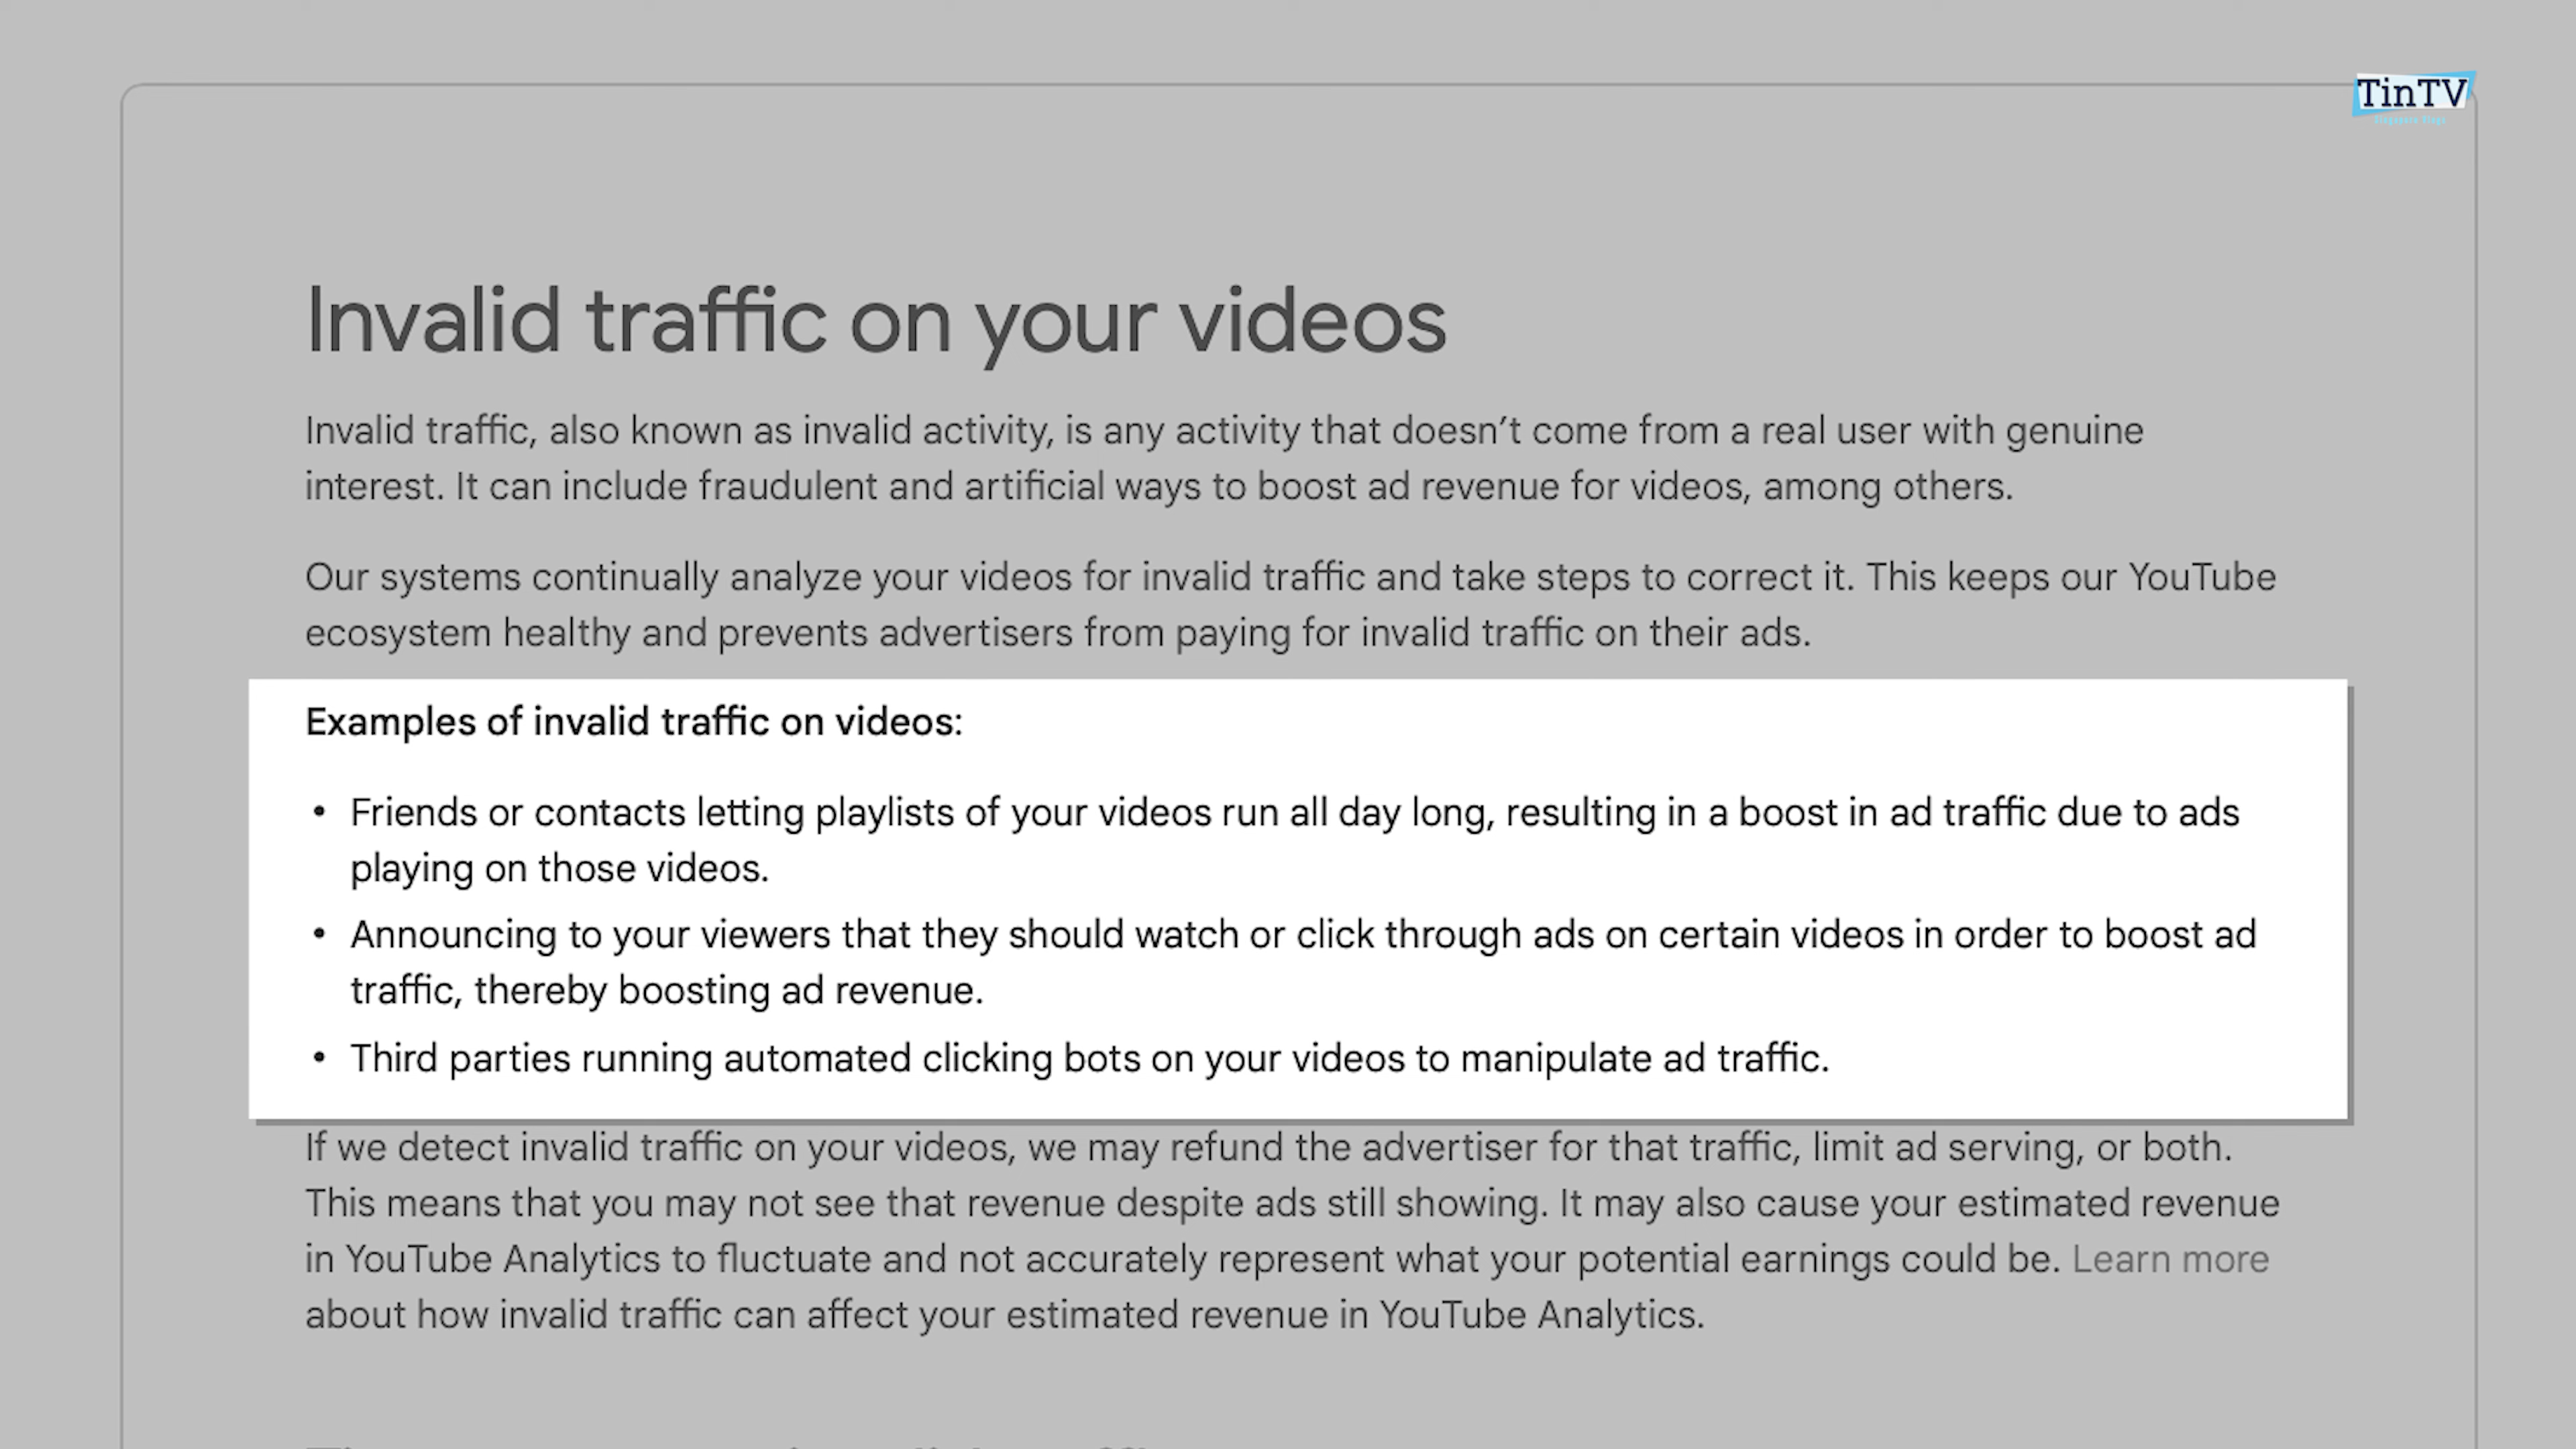 TinTV
Invalid traffic on your videos
Invalid traffic, also known as invalid activity, is any activity that doesn’t come from a real user with genuine
interest. It can include fraudulent and artificial ways to boost ad revenue for videos, among others.
Our systems continually analyze your videos for invalid traffic and take steps to correct it. This keeps our YouTube
ecosystem healthy and prevents advertisers from paying for invalid traffic on their ads.
Examples of invalid traffic on videos:
• Friends or contacts letting playlists of your videos run all day long, resulting in a boost in ad traffic due to ads
playing on those videos.
• Announcing to your viewers that they should watch or click through ads on certain videos in order to boost ad
traffic, thereby boosting ad revenue.
• Third parties running automated clicking bots on your videos to manipulate ad traffic.
If we detect invalid traffic on your videos, we may refund the advertiser for that traffic, limit ad serving, or both.
This means that you may not see that revenue despite ads still showing. It may also cause your estimated revenue
in YouTube Analytics to fluctuate and not accurately represent what your potential earnings could be. Learn more
about how invalid traffic can affect your estimated revenue in YouTube Analytics.